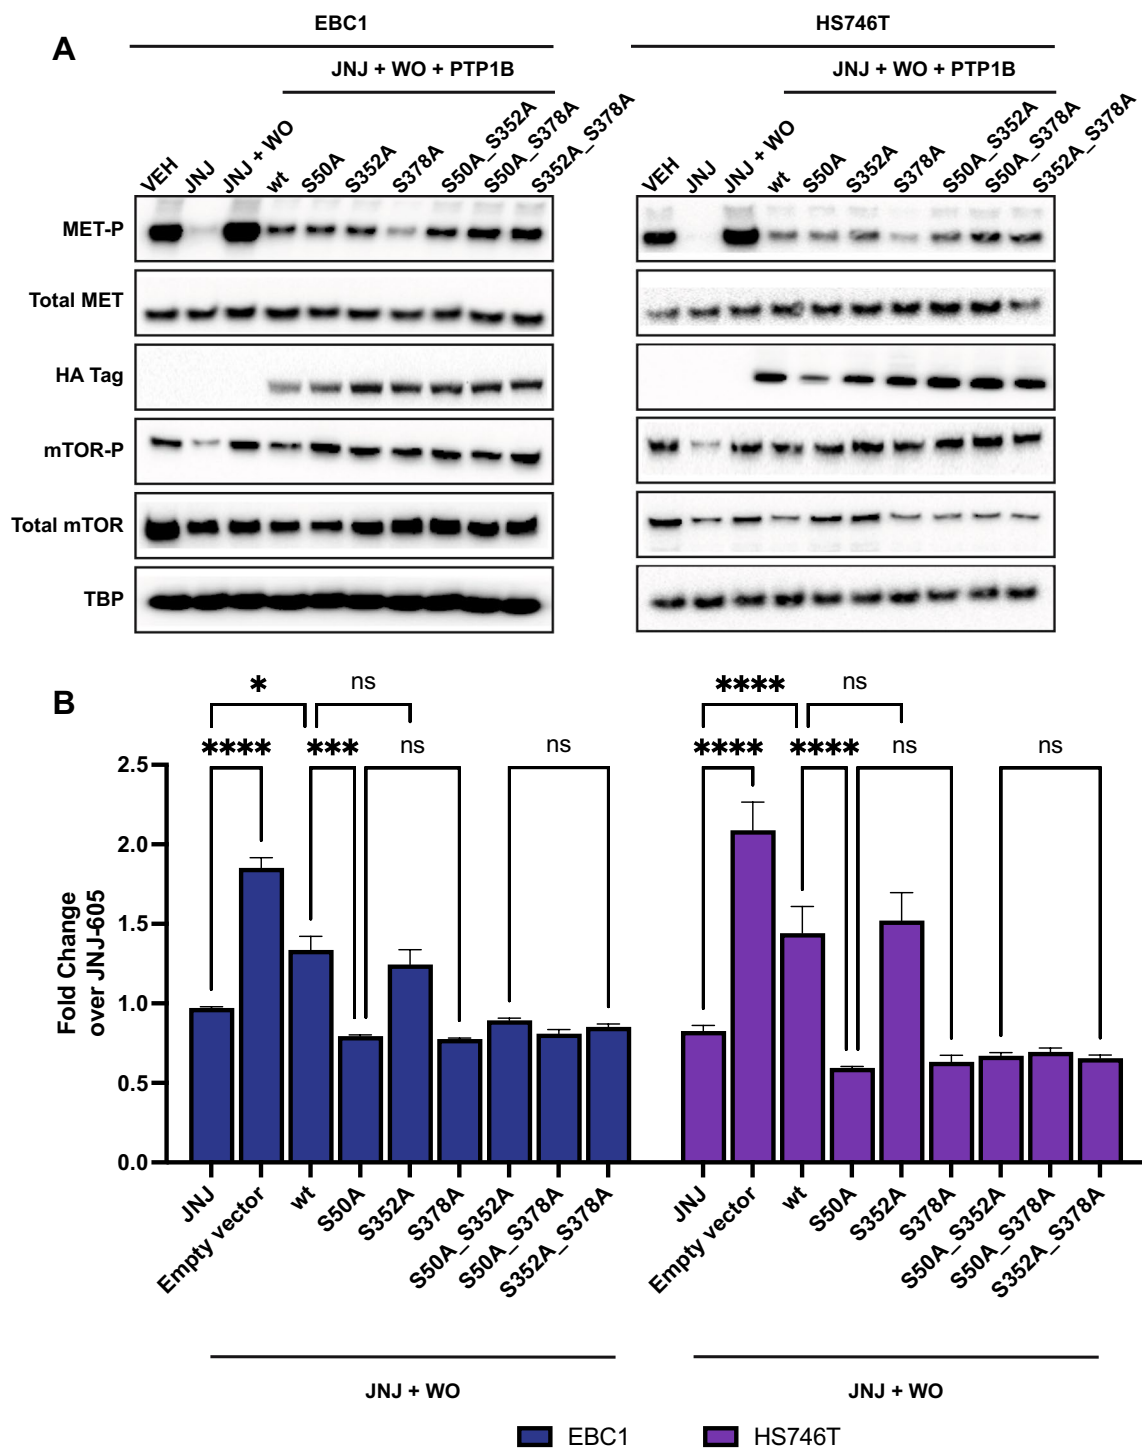 A
EBC1
HS746T
JNJ + WO + PTP1B
JNJ + WO + PTP1B
VEH
JNJ
JNJ + WO
wt
S50A
S352A
S378A
S50A_S352A
S50A_S378A
S352A_S378A
VEH
JNJ
JNJ + WO
wt
S50A
S352A
S378A
S50A_S352A
S50A_S378A
S352A_S378A
MET-P
Total MET
HA Tag
mTOR-P
Total mTOR
TBP
B
* ns
**** ns
**** *** ns ns
**** **** ns ns
Fold Change
over JNJ-605
2.5
2.0
1.5
1.0
0.5
0.0
JNJ
Empty vector
wt
S50A
S352A
S378A
S50A_S352A
S50A_S378A
S352A_S378A
JNJ
Empty vector
wt
S50A
S352A
S378A
S50A_S352A
S50A_S378A
S352A_S378A
JNJ + WO
JNJ + WO
EBC1
HS746T